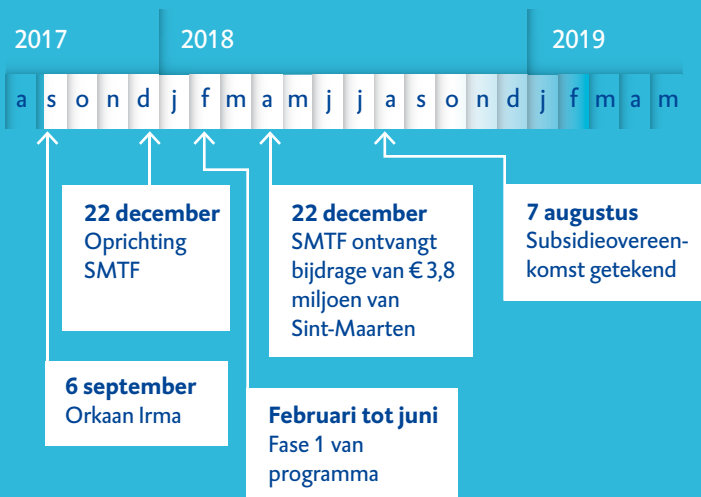 2017 2018 2019
a s o n d j f m a m j j a s o n d j f m a m
22 december
Oprichting
SMTF
22 december
SMTF ontvangt
bijdrage van € 3,8
miljoen van
Sint-Maarten
7 augustus
Subsidieovereen-
komst getekend
6 september
Orkaan Irma
Februari tot juni
Fase 1 van
programma